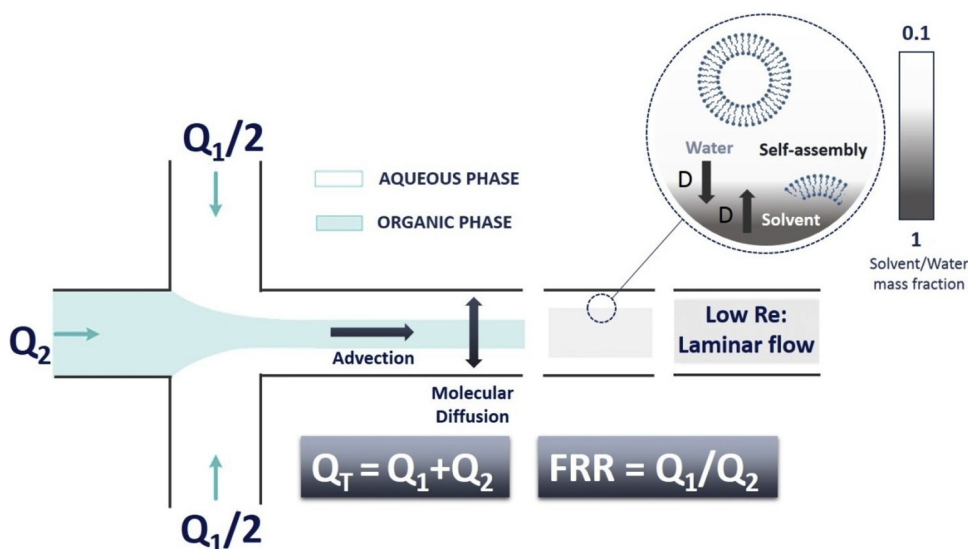 Q₁/2
AQUEOUS PHASE
ORGANIC PHASE
Q₂
Advection
Molecular
Diffusion
Q₁/2
Q_T = Q₁+Q₂
FRR = Q₁/Q₂
Water
Self-assembly
D
D
Solvent
0.1
1
Solvent/Water
mass fraction
Low Re:
Laminar flow